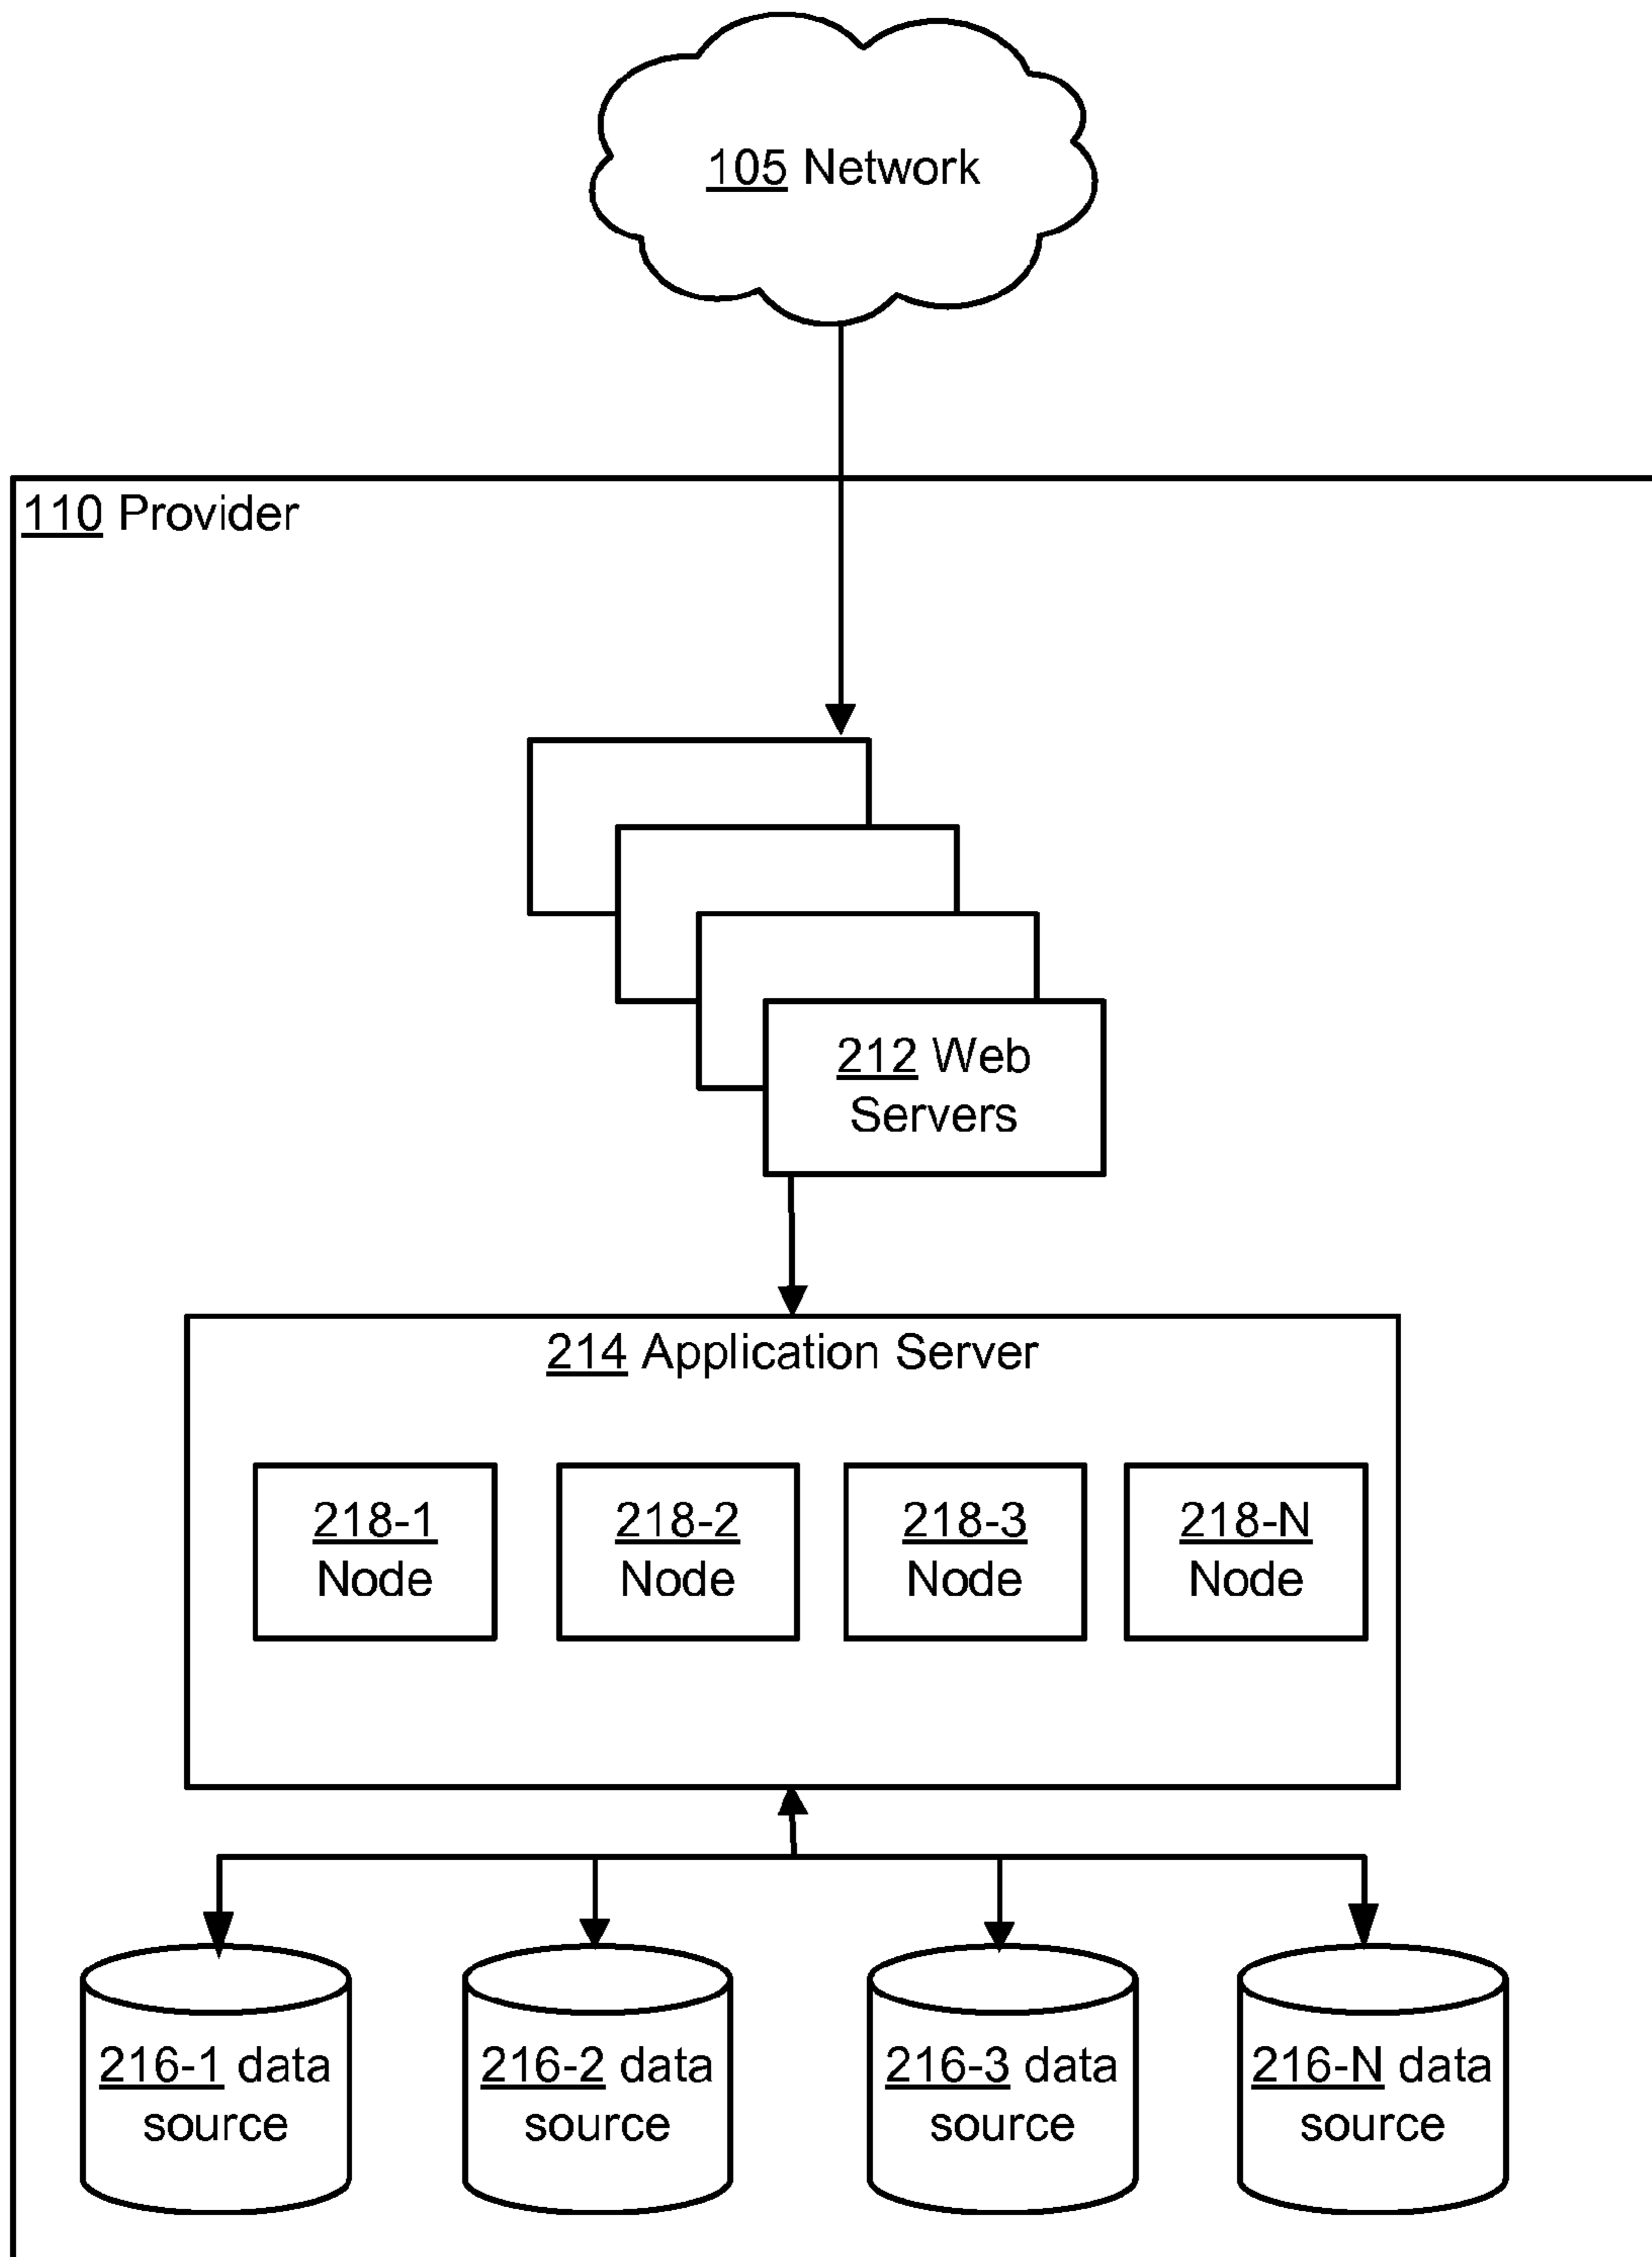 105 Network
110 Provider
212 Web
Servers
214 Application Server
218-1
Node
218-2
Node
218-3
Node
218-N
Node
216-1 data
source
216-2 data
source
216-3 data
source
216-N data
source